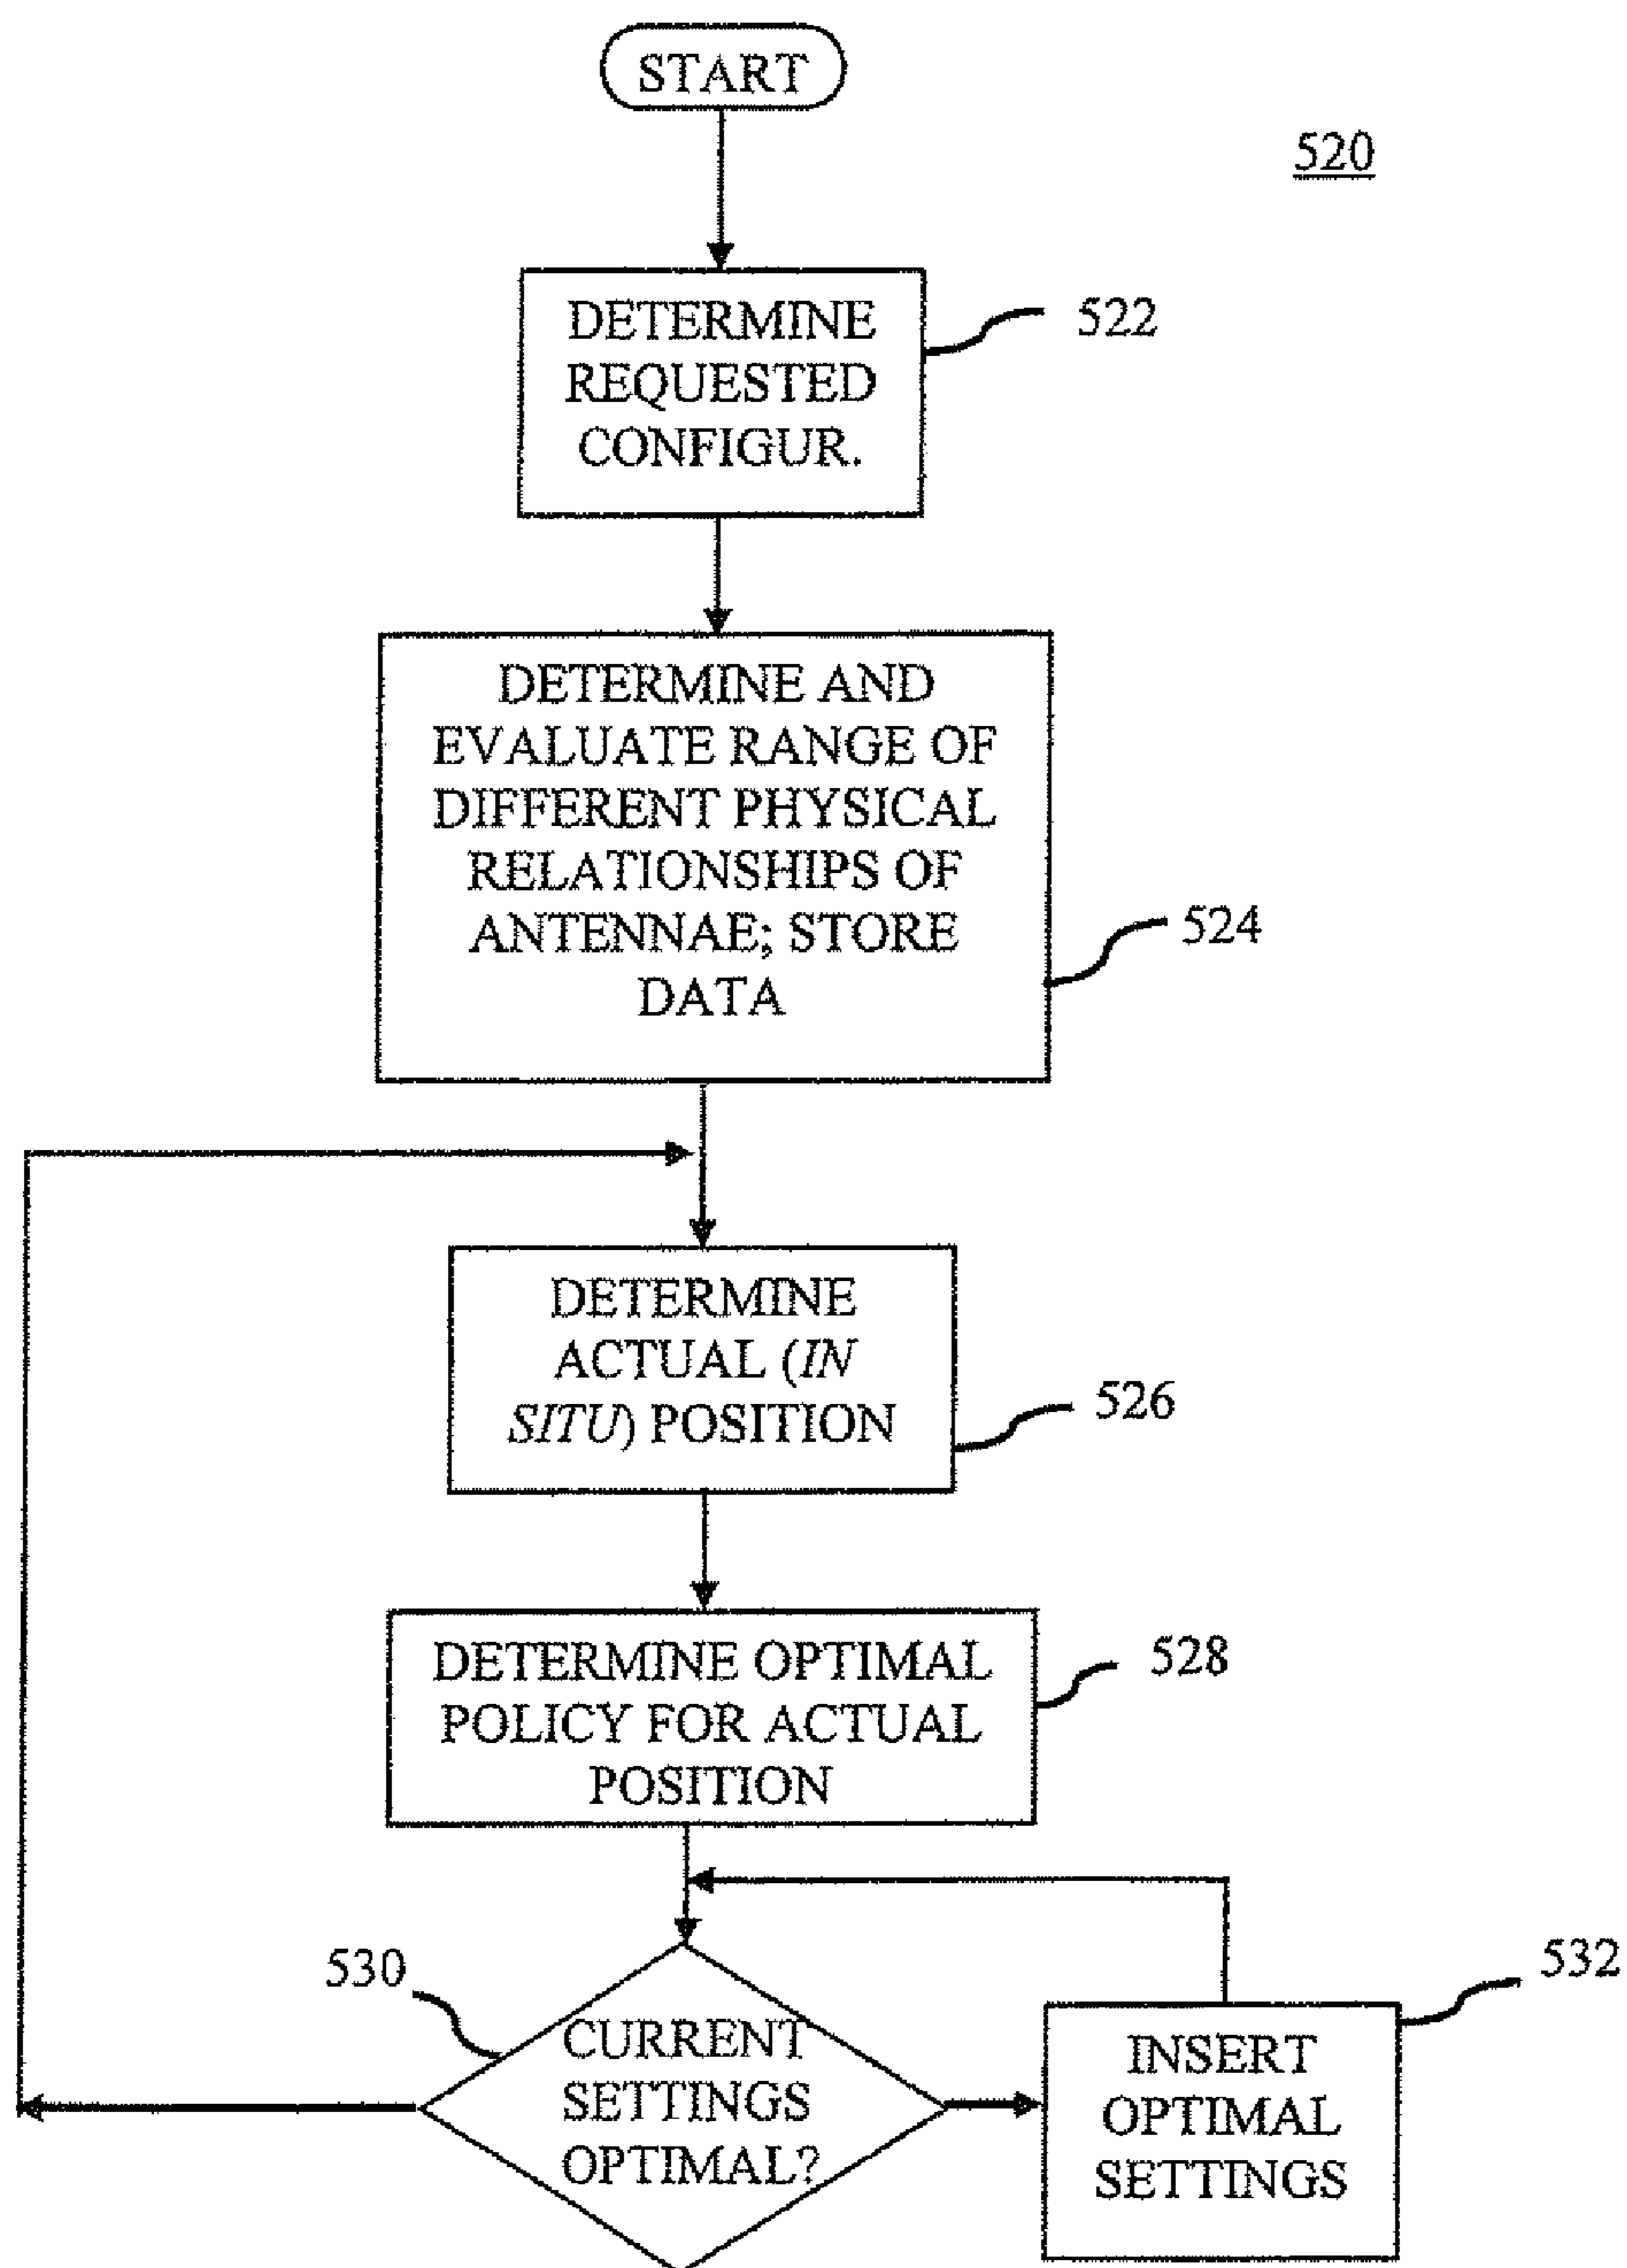 START
520
DETERMINE
REQUESTED
CONFIGUR.
522
DETERMINE AND
EVALUATE RANGE OF
DIFFERENT PHYSICAL
RELATIONSHIPS OF
ANTENNAE; STORE
DATA
524
DETERMINE
ACTUAL (IN
SITU) POSITION
526
DETERMINE OPTIMAL
POLICY FOR ACTUAL
POSITION
528
530
CURRENT
SETTINGS
OPTIMAL?
532
INSERT
OPTIMAL
SETTINGS